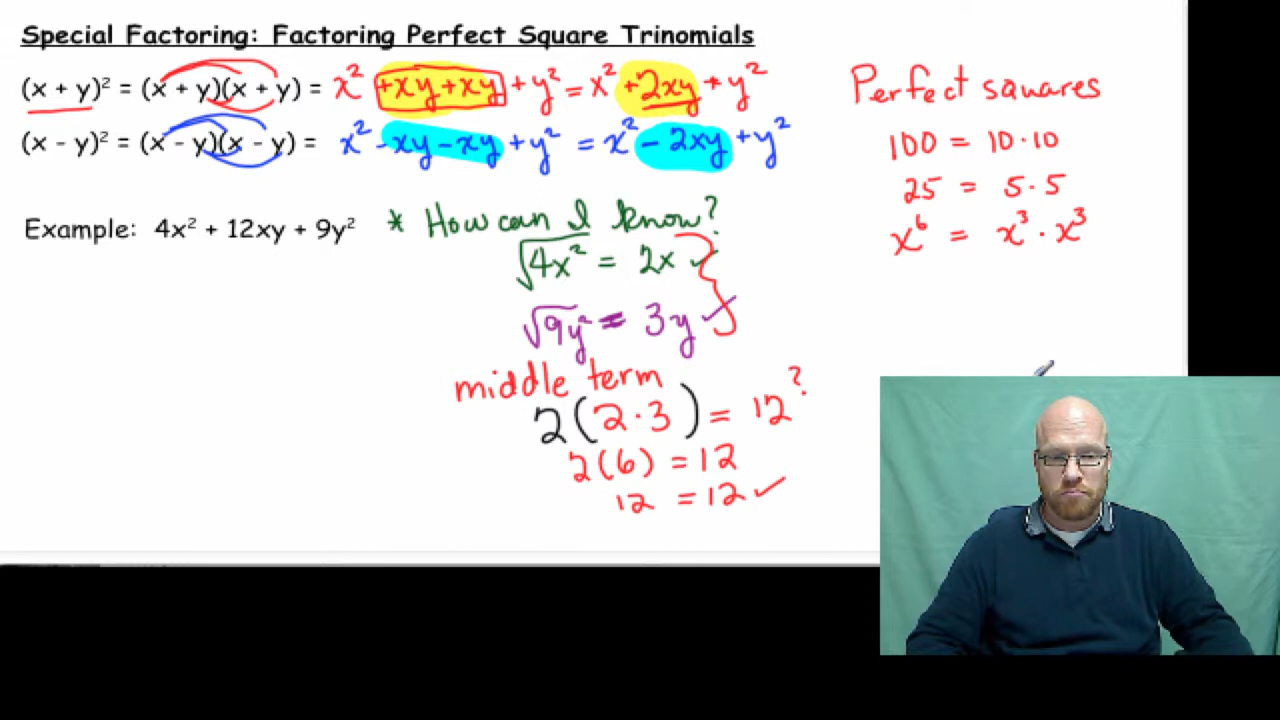 Special Factoring: Factoring Perfect Square Trinomials
(x + y)² = (x + y)(x + y) = x² +xy+xy +y² = x² +2xy +y²
(x - y)² = (x - y)(x - y) = x² -xy -xy +y² = x² - 2xy +y²
Example: 4x² + 12xy + 9y²
* How can I know?
√4x² = 2x ✓
√9y² = 3y ✓
middle term
2(2·3) = 12?
2(6) = 12
12 = 12 ✓
Perfect squares
100 = 10·10
25 = 5·5
x⁶ = x³·x³